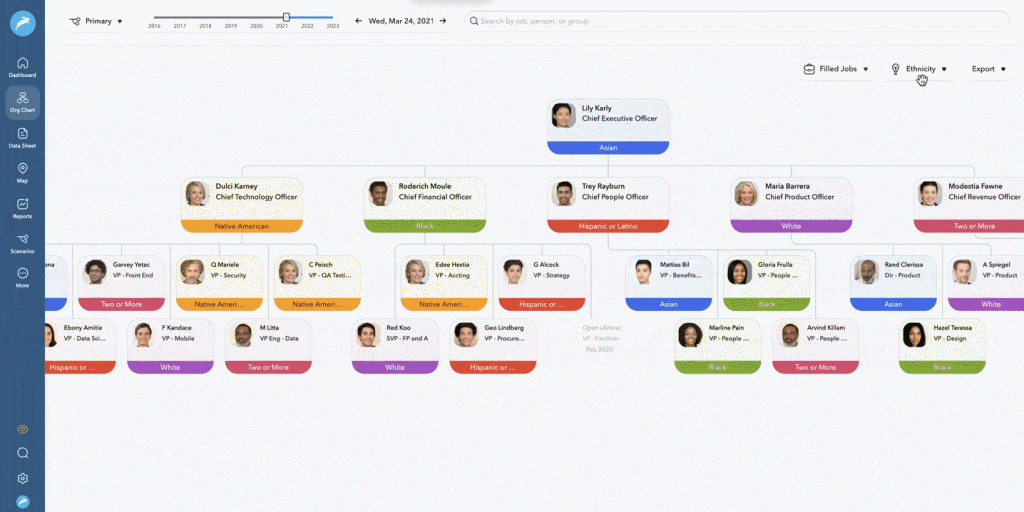 Primary
2016 2017 2018 2019 2020 2021 2022 2023
Wed, Mar 24, 2021
Search by job, person, or group
Dashboard
Org Chart
Data Sheet
Map
Reports
Scenarios
More
Filled Jobs
Ethnicity
Export
Lily Karly
Chief Executive Officer
Asian
Dulci Karney
Chief Technology Officer
Native American
Roderich Moule
Chief Financial Officer
Black
Trey Rayburn
Chief People Officer
Hispanic or Latino
Maria Barrera
Chief Product Officer
White
Modestia Fawne
Chief Revenue Officer
Two or More
ona
Garvey Yetac
VP - Front End
Two or More
Q Mariele
VP - Security
Native Ameri...
C Peisch
VP - QA Testi...
Native Ameri...
Edee Hestia
VP - Accting
Native Ameri...
G Alcock
VP - Strategy
Hispanic or ...
Mattias Bil
VP - Benefits...
Asian
Gloria Frulla
VP - People ...
Black
Rand Clerissa
Dir - Product
Asian
A Spiegel
VP - Product
White
Ebony Amitie
VP - Data Sci...
Hispanic or ...
F Kandace
VP - Mobile
White
M Litta
VP Eng - Data
Two or More
Red Koo
SVP - FP and A
White
Geo Lindberg
VP - Procure...
Hispanic or ...
Open (Active)
VP - Facilities
Feb 2020
Marline Pain
VP - People ...
Black
Arvind Killam
VP - People ...
Two or More
Hazel Teressa
VP - Design
Black